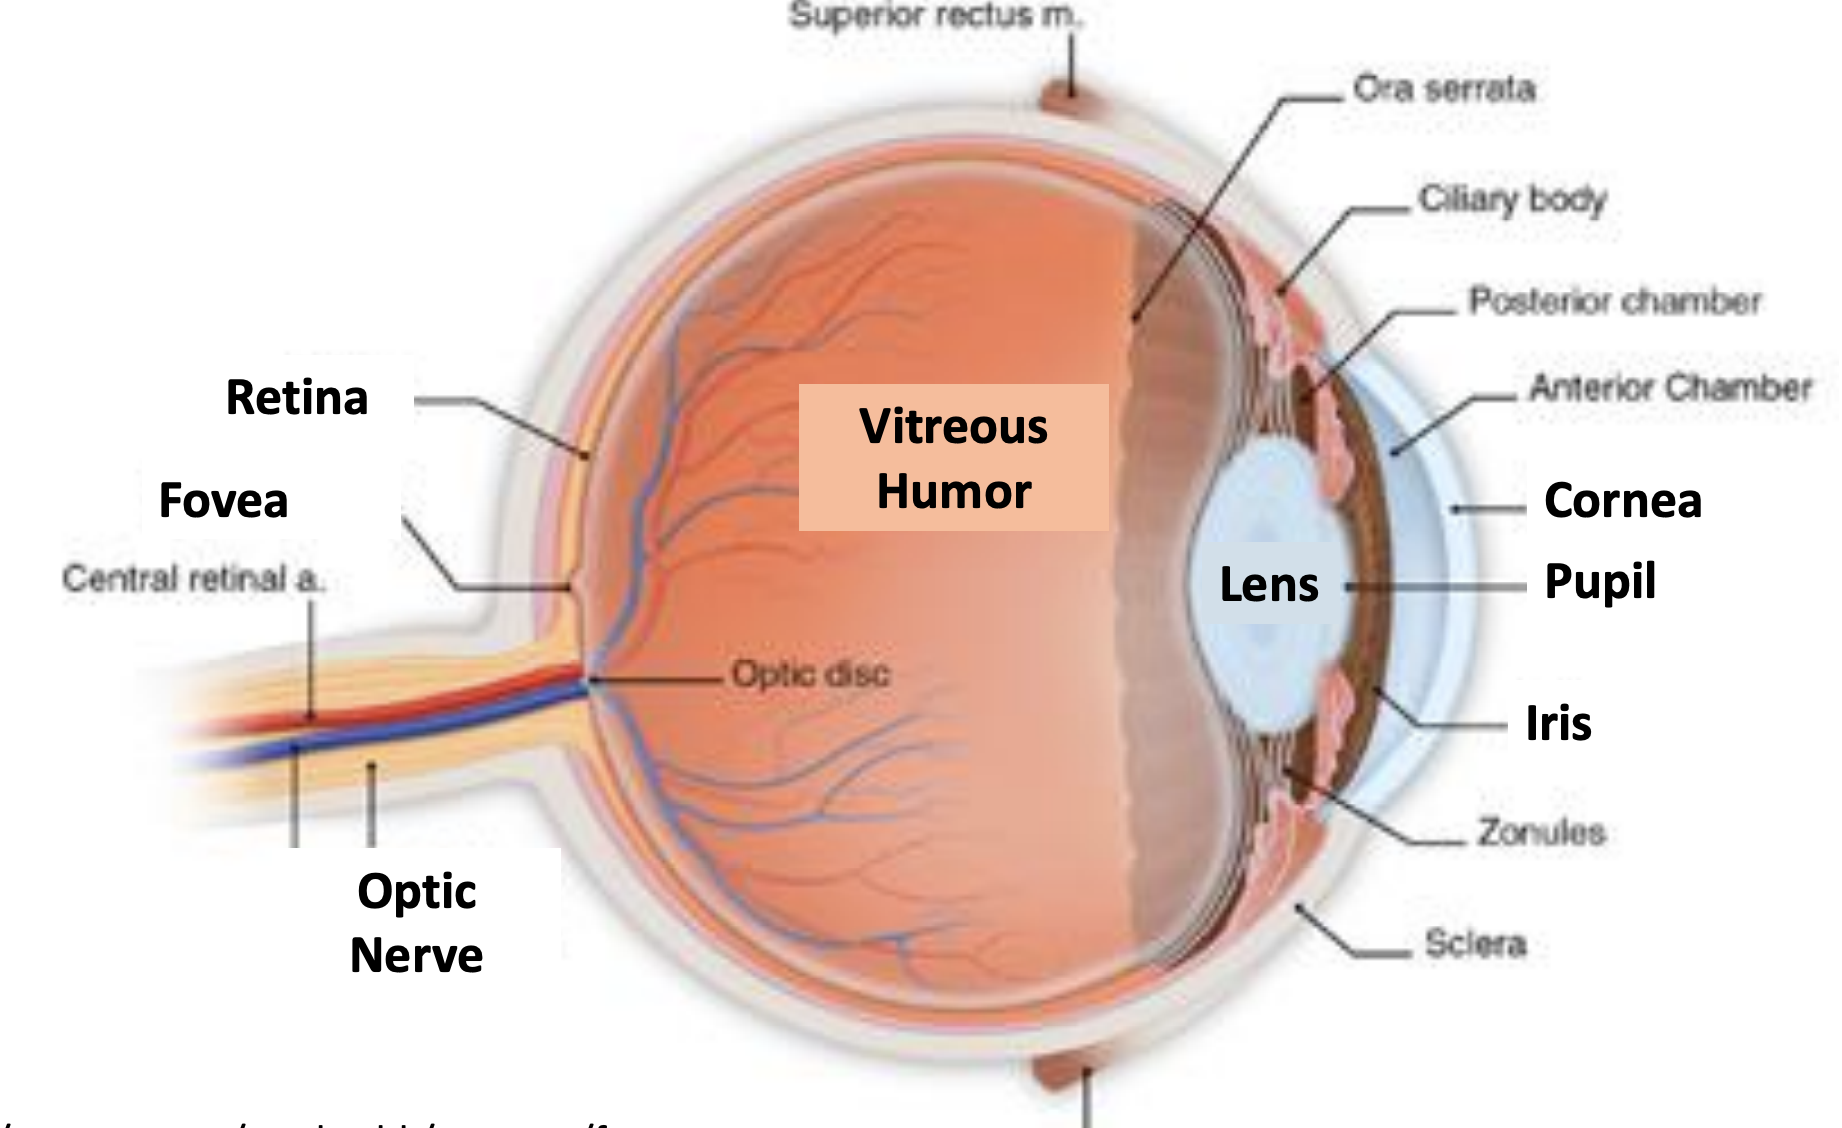 Superior rectus m.
Ora serrata
Ciliary body
Posterior chamber
Anterior Chamber
Retina
Vitreous
Humor
Fovea
Cornea
Central retinal a.
Lens
Pupil
Optic disc
Iris
Zonules
Optic
Nerve
Sclera